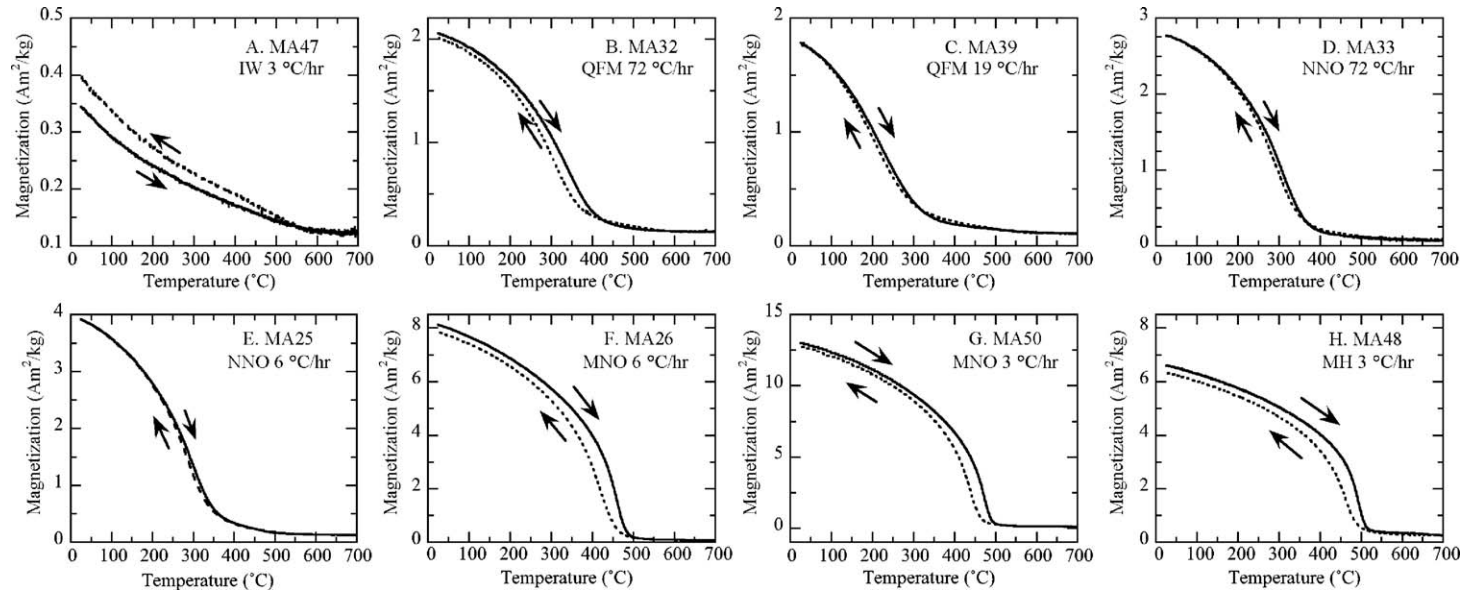 A. MA47
IW 3 °C/hr
Magnetization (Am²/kg)
0.5
0.4
0.3
0.2
0.1
0 100 200 300 400 500 600 700
Temperature (˚C)
B. MA32
QFM 72 °C/hr
Magnetization (Am²/kg)
2
1
0
0 100 200 300 400 500 600 700
Temperature (˚C)
C. MA39
QFM 19 °C/hr
Magnetization (Am²/kg)
2
1
0
0 100 200 300 400 500 600 700
Temperature (˚C)
D. MA33
NNO 72 °C/hr
Magnetization (Am²/kg)
3
2
1
0
0 100 200 300 400 500 600 700
Temperature (˚C)
E. MA25
NNO 6 °C/hr
Magnetization (Am²/kg)
4
3
2
1
0
0 100 200 300 400 500 600 700
Temperature (˚C)
F. MA26
MNO 6 °C/hr
Magnetization (Am²/kg)
8
6
4
2
0
0 100 200 300 400 500 600 700
Temperature (˚C)
G. MA50
MNO 3 °C/hr
Magnetization (Am²/kg)
15
10
5
0
0 100 200 300 400 500 600 700
Temperature (˚C)
H. MA48
MH 3 °C/hr
Magnetization (Am²/kg)
8
6
4
2
0
0 100 200 300 400 500 600 700
Temperature (˚C)